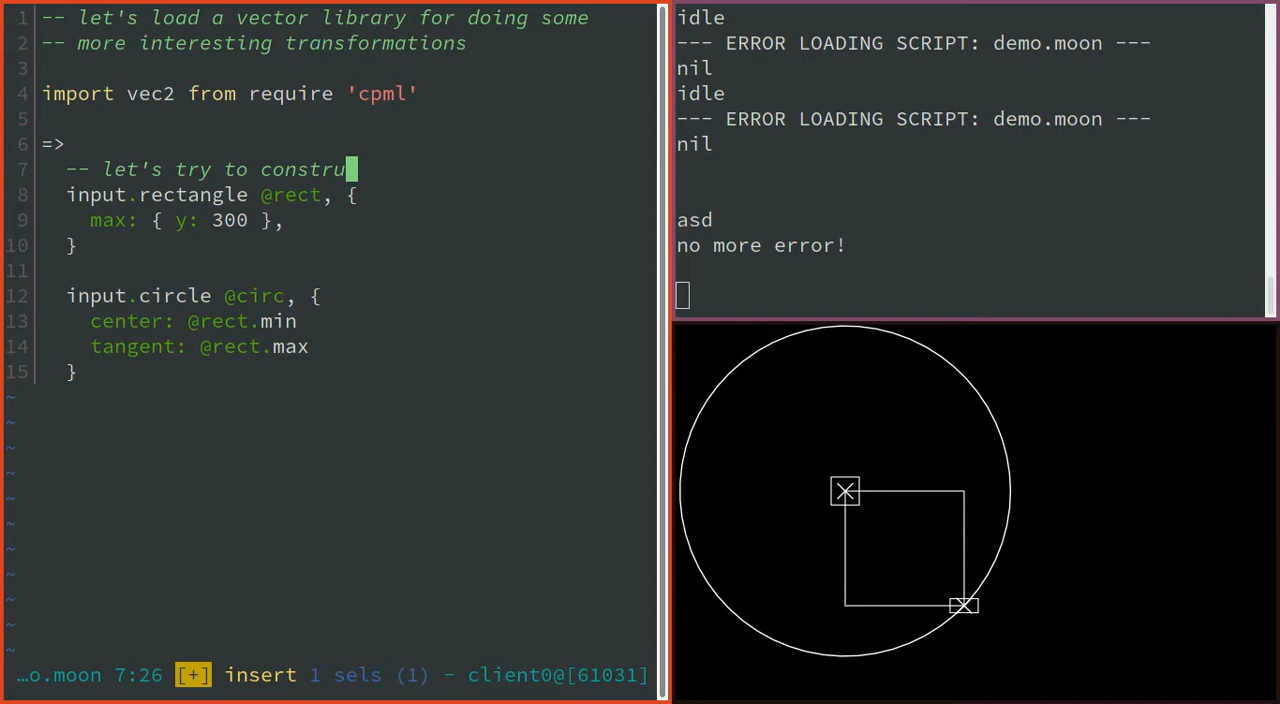 1 -- let's load a vector library for doing some
2 -- more interesting transformations
3
4 import vec2 from require 'cpml'
5
6 =>
7   -- let's try to constru
8   input.rectangle @rect, {
9     max: { y: 300 },
10   }
11
12   input.circle @circ, {
13     center: @rect.min
14     tangent: @rect.max
15   }
~
~
~
~
~
~
~
~
~
~
~
…o.moon 7:26 [+] insert 1 sels (1) - client0@[61031]
idle
--- ERROR LOADING SCRIPT: demo.moon ---
nil
idle
--- ERROR LOADING SCRIPT: demo.moon ---
nil
asd
no more error!